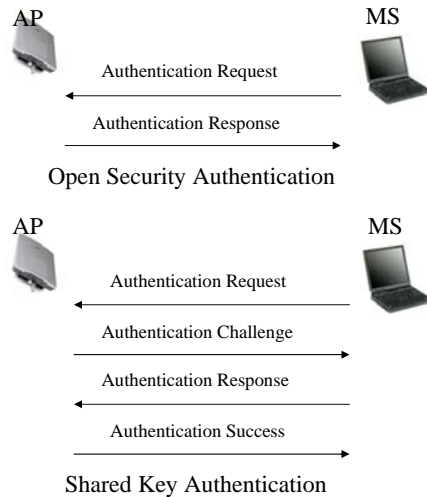 AP
MS
Authentication Request
Authentication Response
Open Security Authentication
AP
MS
Authentication Request
Authentication Challenge
Authentication Response
Authentication Success
Shared Key Authentication